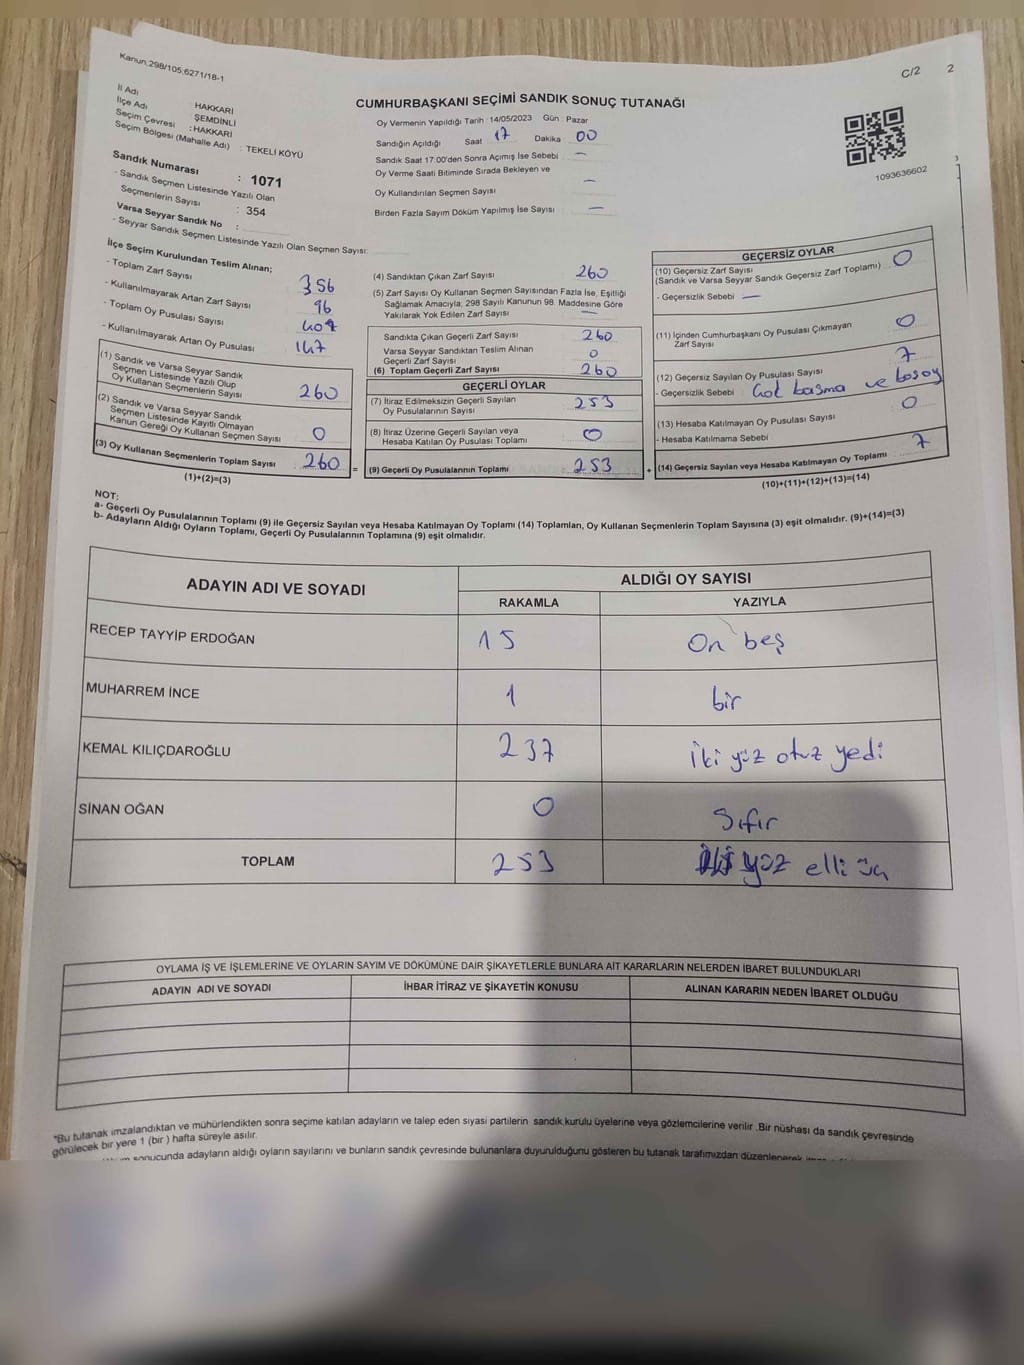 Kanun:298/105;6271/18-1
C/2 2
İl Adı HAKKARİ
İlçe Adı ŞEMDİNLİ
Seçim Çevresi : HAKKARİ
Seçim Bölgesi (Mahalle Adı) : TEKELİ KÖYÜ
Sandık Numarası : 1071
- Sandık Seçmen Listesinde Yazılı Olan
Seçmenlerin Sayısı : 354
Varsa Seyyar Sandık No :
- Seyyar Sandık Seçmen Listesinde Yazılı Olan Seçmen Sayısı:
CUMHURBAŞKANI SEÇİMİ SANDIK SONUÇ TUTANAĞI
Oy Vermenin Yapıldığı Tarih : 14/05/2023 Gün : Pazar
Sandığın Açıldığı Saat : 17 Dakika : 00
Sandık Saat 17:00'den Sonra Açımış İse Sebebi —
Oy Verme Saati Bitiminde Sırada Bekleyen ve
Oy Kullandırılan Seçmen Sayısı —
Birden Fazla Sayım Döküm Yapılmış İse Sayısı —
1093636602
İlçe Seçim Kurulundan Teslim Alınan;
- Toplam Zarf Sayısı 356
- Kullanılmayarak Artan Zarf Sayısı 96
- Toplam Oy Pusulası Sayısı 407
- Kullanılmayarak Artan Oy Pusulası 147
(1) Sandık ve Varsa Seyyar Sandık
Seçmen Listesinde Yazılı Olup
Oy Kullanan Seçmenlerin Sayısı 260
(2) Sandık ve Varsa Seyyar Sandık
Seçmen Listesinde Kayıtlı Olmayan
Kanun Gereği Oy Kullanan Seçmen Sayısı 0
(3) Oy Kullanan Seçmenlerin Toplam Sayısı 260
(1)+(2)=(3)
(4) Sandıktan Çıkan Zarf Sayısı 260
(5) Zarf Sayısı Oy Kullanan Seçmen Sayısından Fazla İse, Eşitliği
Sağlamak Amacıyla, 298 Sayılı Kanunun 98. Maddesine Göre
Yakılarak Yok Edilen Zarf Sayısı —
Sandıkta Çıkan Geçerli Zarf Sayısı 260
Varsa Seyyar Sandıktan Teslim Alınan
Geçerli Zarf Sayısı 0
(6) Toplam Geçerli Zarf Sayısı 260
GEÇERLİ OYLAR
(7) İtiraz Edilmeksizin Geçerli Sayılan
Oy Pusulalarının Sayısı 253
(8) İtiraz Üzerine Geçerli Sayılan veya
Hesaba Katılan Oy Pusulası Toplamı 0
= (9) Geçerli Oy Pusulalarının Toplamı : 253 +
GEÇERSİZ OYLAR
(10) Geçersiz Zarf Sayısı
(Sandık ve Varsa Seyyar Sandık Geçersiz Zarf Toplamı) 0
- Geçersizlik Sebebi : —
(11) İçinden Cumhurbaşkanı Oy Pusulası Çıkmayan
Zarf Sayısı 0
(12) Geçersiz Sayılan Oy Pusulası Sayısı 7
- Geçersizlik Sebebi : Çot basma ve bosoy
(13) Hesaba Katılmayan Oy Pusulası Sayısı 0
- Hesaba Katılmama Sebebi
(14) Geçersiz Sayılan veya Hesaba Katılmayan Oy Toplamı 7
(10)+(11)+(12)+(13)=(14)
NOT:
a- Geçerli Oy Pusulalarının Toplamı (9) ile Geçersiz Sayılan veya Hesaba Katılmayan Oy Toplamı (14) Toplamları, Oy Kullanan Seçmenlerin Toplam Sayısına (3) eşit olmalıdır. (9)+(14)=(3)
b- Adayların Aldığı Oyların Toplamı, Geçerli Oy Pusulalarının Toplamına (9) eşit olmalıdır.
ADAYIN ADI VE SOYADI ALDIĞI OY SAYISI
RAKAMLA YAZIYLA
RECEP TAYYİP ERDOĞAN 15 On beş
MUHARREM İNCE 1 bir
KEMAL KILIÇDAROĞLU 237 iki yüz otuz yedi
SİNAN OĞAN 0 Sıfır
TOPLAM 253 iki yüz elli üç
OYLAMA İŞ VE İŞLEMLERİNE VE OYLARIN SAYIM VE DÖKÜMÜNE DAİR ŞİKAYETLERLE BUNLARA AİT KARARLARIN NELERDEN İBARET BULUNDUKLARI
ADAYIN ADI VE SOYADI İHBAR İTİRAZ VE ŞİKAYETİN KONUSU ALINAN KARARIN NEDEN İBARET OLDUĞU
*Bu tutanak imzalandıktan ve mühürlendikten sonra seçime katılan adayların ve talep eden siyasi partilerin sandık kurulu üyelerine veya gözlemcilerine verilir .Bir nüshası da sandık çevresinde
görülecek bir yere 1 (bir ) hafta süreyle asılır.
sonucunda adayların aldığı oyların sayılarını ve bunların sandık çevresinde bulunanlara duyurulduğunu gösteren bu tutanak tarafımızdan düzenlenerek